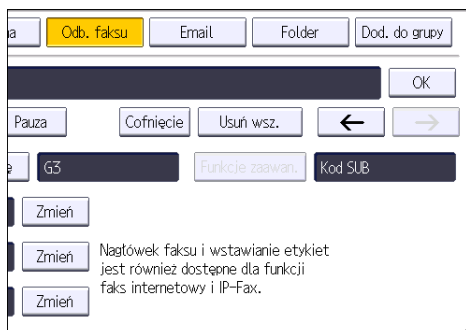 Odb. faksu Email Folder Dod. do grupy
OK
Pauza Cofnięcie Usuń wsz. ← →
G3 Funkcje zaawan. Kod SUB
Zmień
Zmień Nagłówek faksu i wstawianie etykiet
jest również dostępne dla funkcji
Zmień faks internetowy i IP-Fax.